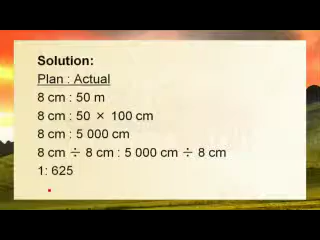 Solution:
Plan : Actual
8 cm : 50 m
8 cm : 50 × 100 cm
8 cm : 5 000 cm
8 cm ÷ 8 cm : 5 000 cm ÷ 8 cm
1: 625